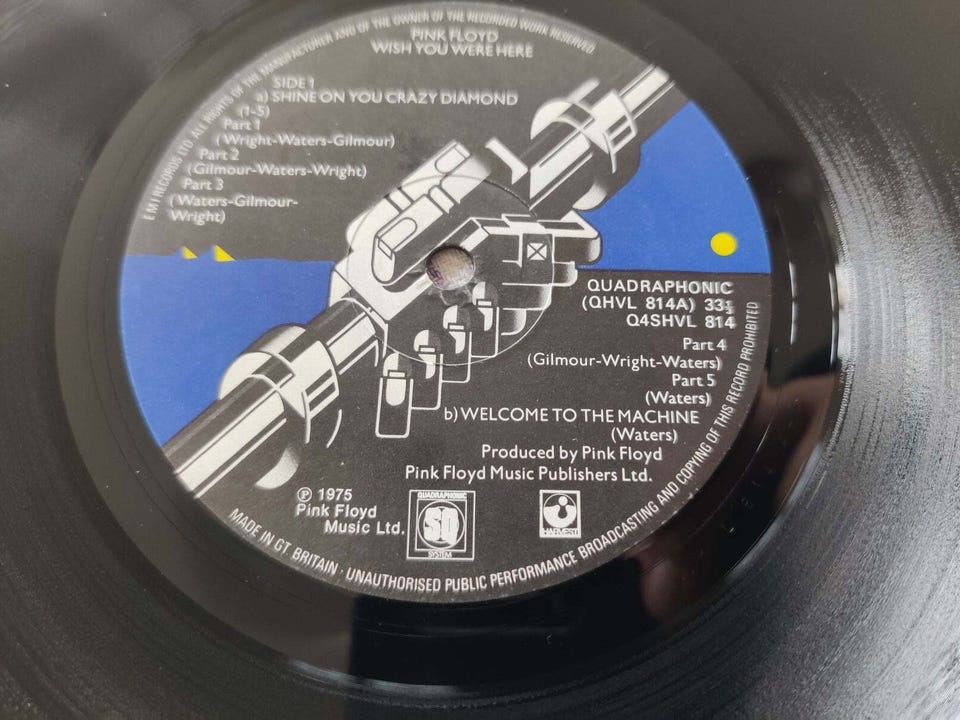 EMI RECORDS LTD · ALL RIGHTS OF THE MANUFACTURER AND OF THE OWNER OF THE RECORDED WORK RESERVED
PINK FLOYD
WISH YOU WERE HERE
SIDE 1
a) SHINE ON YOU CRAZY DIAMOND
(1-5)
Part 1
(Wright-Waters-Gilmour)
Part 2
(Gilmour-Waters-Wright)
Part 3
(Waters-Gilmour-
Wright)
QUADRAPHONIC
(QHVL 814A) 33⅓
Q4SHVL 814
Part 4
(Gilmour-Wright-Waters)
Part 5
(Waters)
b) WELCOME TO THE MACHINE
(Waters)
Produced by Pink Floyd
Pink Floyd Music Publishers Ltd.
℗ 1975
Pink Floyd
Music Ltd.
QUADRAPHONIC
SQ
SYSTEM
HARVEST
MADE IN GT. BRITAIN · UNAUTHORISED PUBLIC PERFORMANCE BROADCASTING AND COPYING OF THIS RECORD PROHIBITED